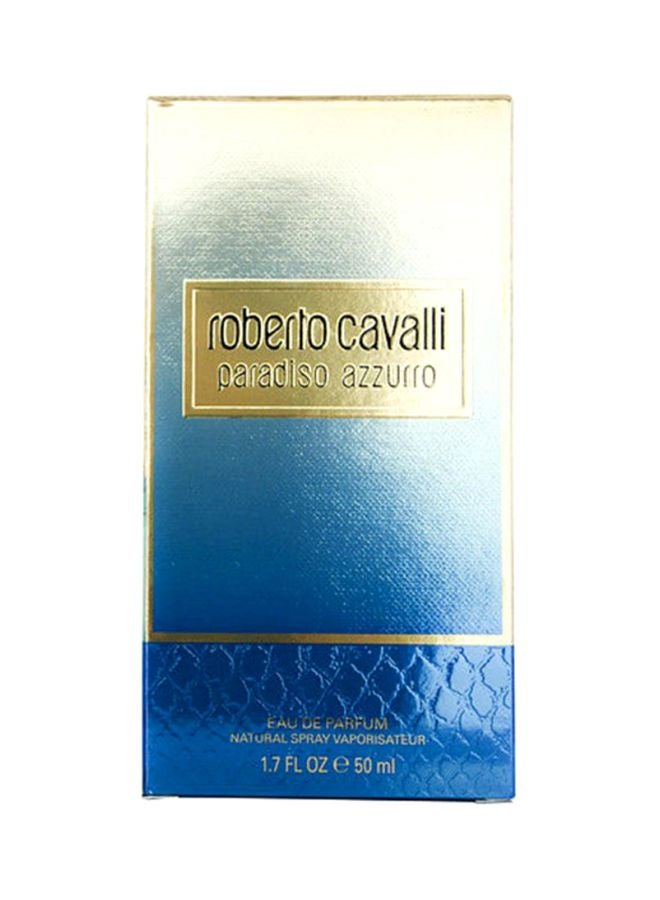 roberto cavalli
paradiso azzurro
EAU DE PARFUM
NATURAL SPRAY VAPORISATEUR
1.7 FL OZ ℮ 50 ml